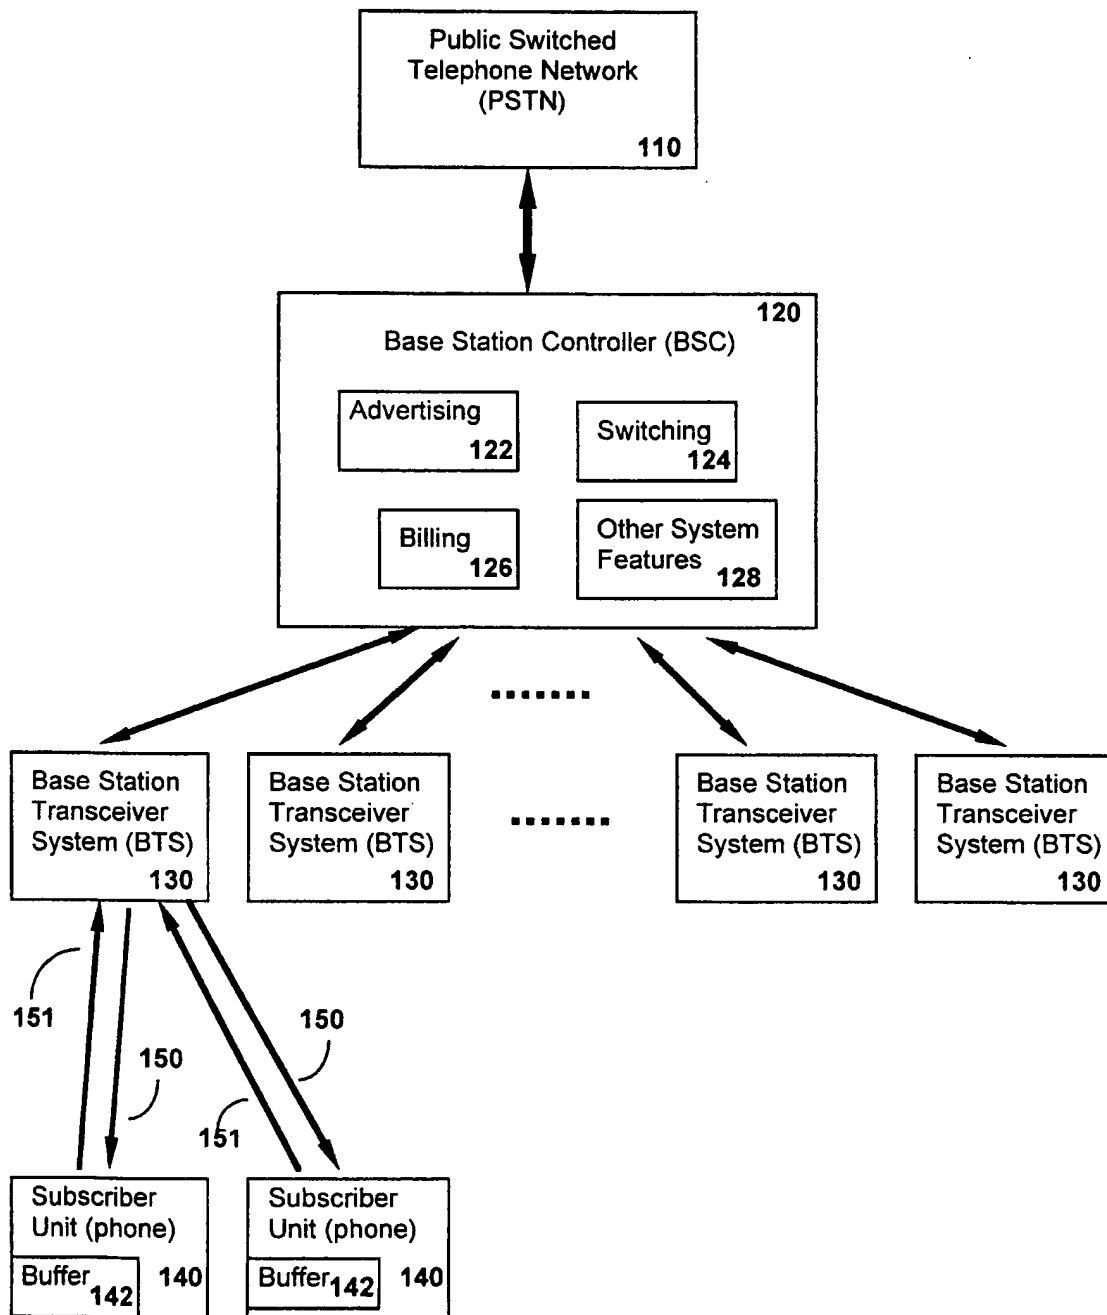 Public Switched
Telephone Network
(PSTN)
110
120
Base Station Controller (BSC)
Advertising
122
Switching
124
Billing
126
Other System
Features
128
Base Station
Transceiver
System (BTS)
130
Base Station
Transceiver
System (BTS)
130
Base Station
Transceiver
System (BTS)
130
Base Station
Transceiver
System (BTS)
130
151
150
150
151
Subscriber
Unit (phone)
Buffer 142
140
Subscriber
Unit (phone)
Buffer 142
140